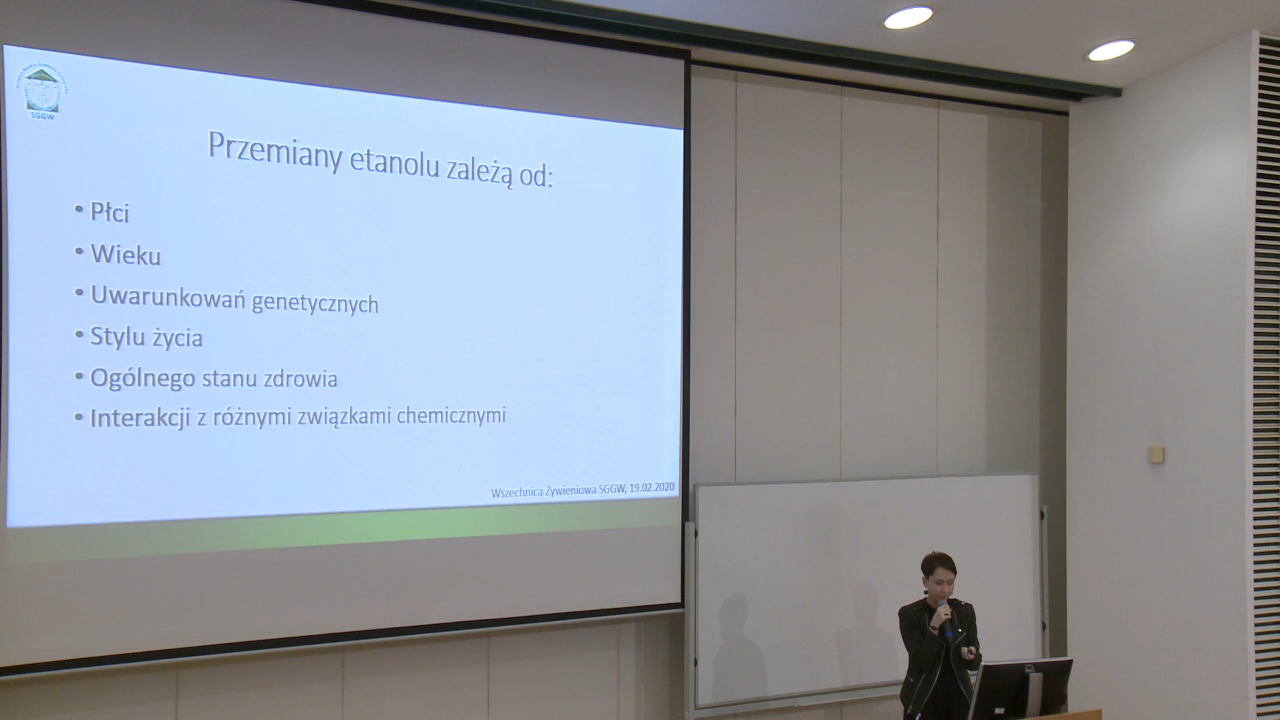 SGGW
Przemiany etanolu zależą od:
• Płci
• Wieku
• Uwarunkowań genetycznych
• Stylu życia
• Ogólnego stanu zdrowia
• Interakcji z różnymi związkami chemicznymi
Wszechnica Żywieniowa SGGW, 19.02.2020